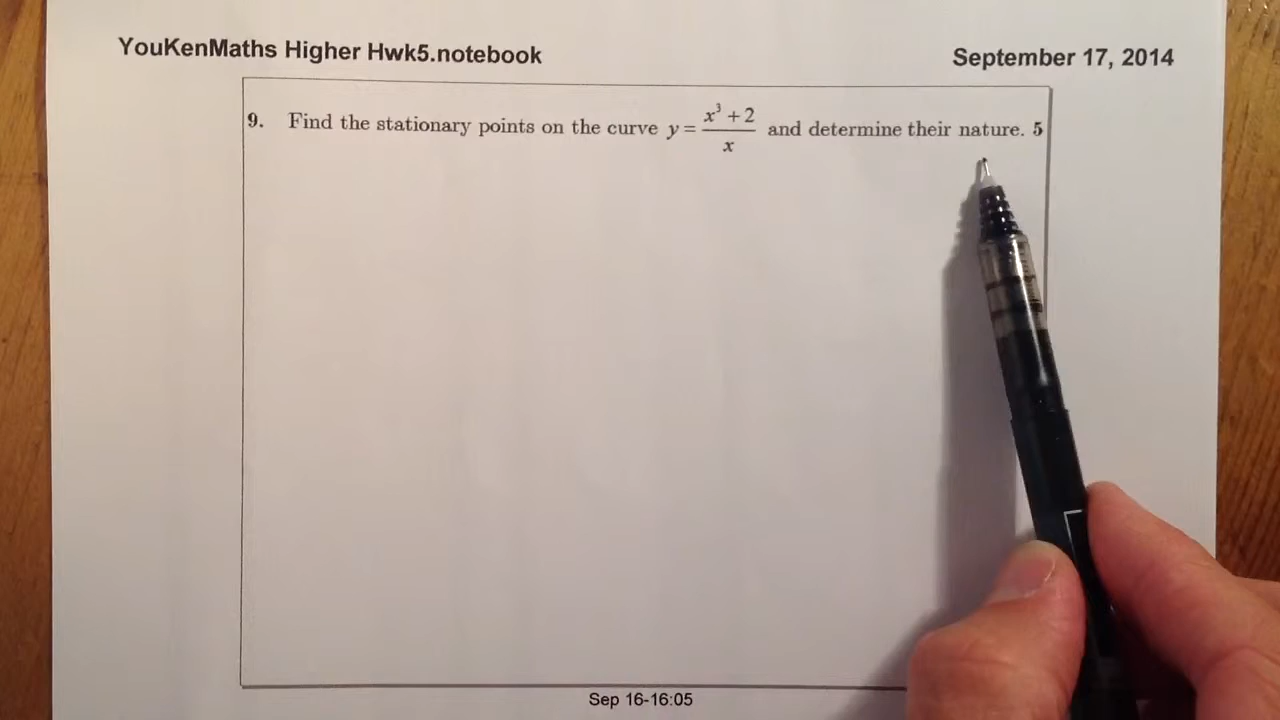 YouKenMaths Higher Hwk5.notebook
September 17, 2014
9. Find the stationary points on the curve y = (x³ + 2)/x and determine their nature. 5
Sep 16-16:05